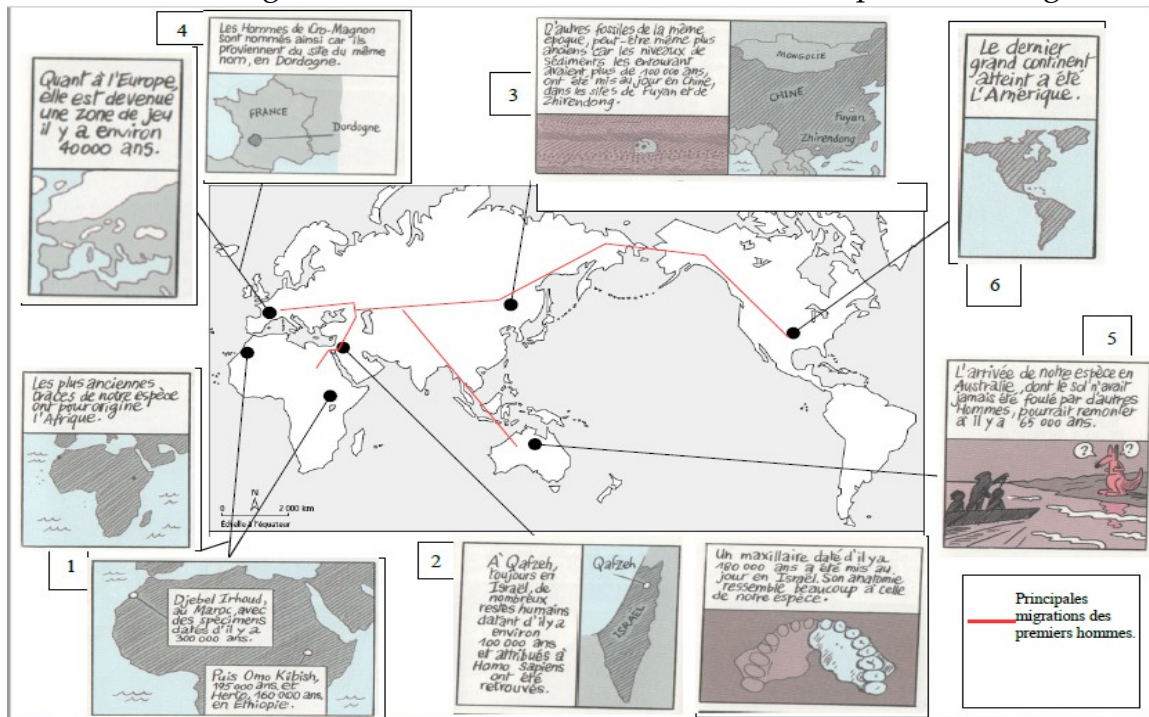 4
Quant à l'Europe,
elle est devenue
une zone de jeu
il y a environ
40000 ans.
Les Hommes de Cro-Magnon
sont nommés ainsi car ils
proviennent du site du même
nom, en Dordogne.
FRANCE
Dordogne
3
D'autres fossiles de la même
époque, peut-être même plus
anciens car les niveaux de
sédiments les entourant
avaient plus de 100 000 ans,
ont été mis au jour en Chine,
dans les sites de Fuyan et de
Zhirendong.
MONGOLIE
CHINE
Fuyan
Zhirendong
Le dernier
grand continent
atteint a été
L'Amérique.
6
5
L'arrivée de notre espèce en
Australie, dont le sol n'avait
jamais été foulé par d'autres
Hommes, pourrait remonter
à il y a 65 000 ans.
? ?
Les plus anciennes
traces de notre espèce
ont pour origine
l'Afrique.
N
0 2 000 km
Échelle à l'équateur
1
Djebel Irhoud,
au Maroc, avec
des spécimens
datés d'il y a
300 000 ans.
Puis Omo Kibish,
195 000 ans, et
Herto, 160 000 ans,
en Éthiopie.
2
À Qafzeh,
toujours en
Israël, de
nombreux
restes humains
datant d'il y a
environ
100 000 ans
et attribués à
Homo Sapiens
ont été
retrouvés.
Qafzeh
ISRAËL
Un maxillaire daté d'il y a
180 000 ans a été mis au
jour en Israël. Son anatomie
ressemble beaucoup à celle
de notre espèce.
Principales
migrations des
premiers hommes.